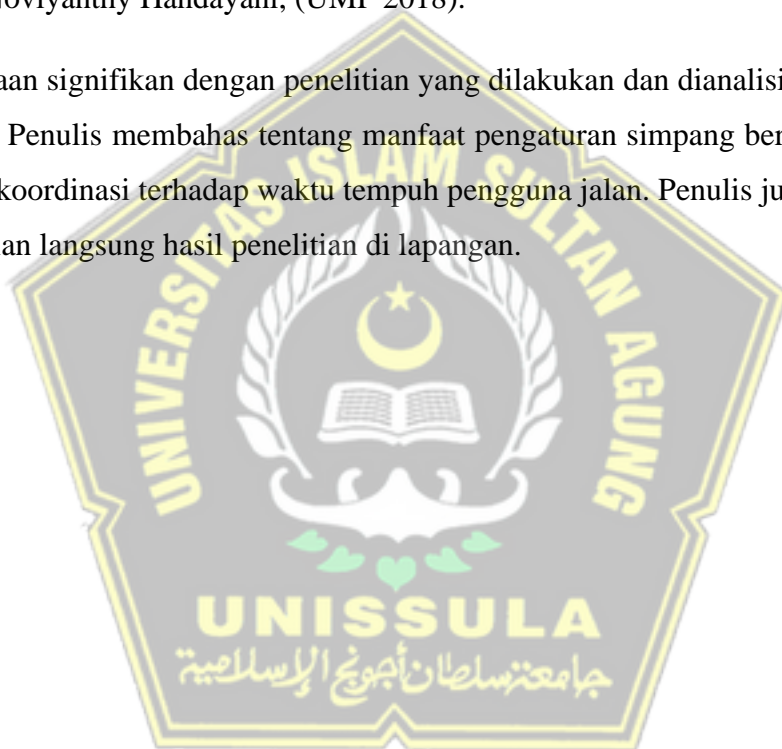 Noviyanthy Handayani, (UMP 2018).
aan signifikan dengan penelitian yang dilakukan dan dianalisi
Penulis membahas tentang manfaat pengaturan simpang ber
koordinasi terhadap waktu tempuh pengguna jalan. Penulis ju
an langsung hasil penelitian di lapangan.
UNIVERSITAS ISLAM SULTAN AGUNG
UNISSULA
جامعة سلطان أجونج الإسلامية